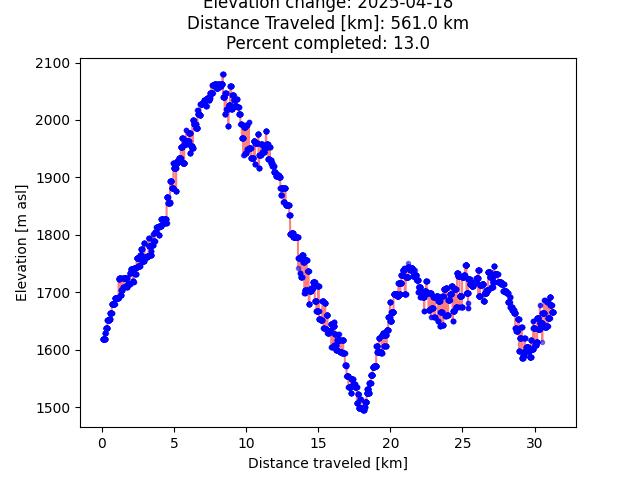 Elevation change: 2025-04-18
Distance Traveled [km]: 561.0 km
Percent completed: 13.0
2100
2000
1900
1800
1700
1600
1500
Elevation [m asl]
0 5 10 15 20 25 30
Distance traveled [km]